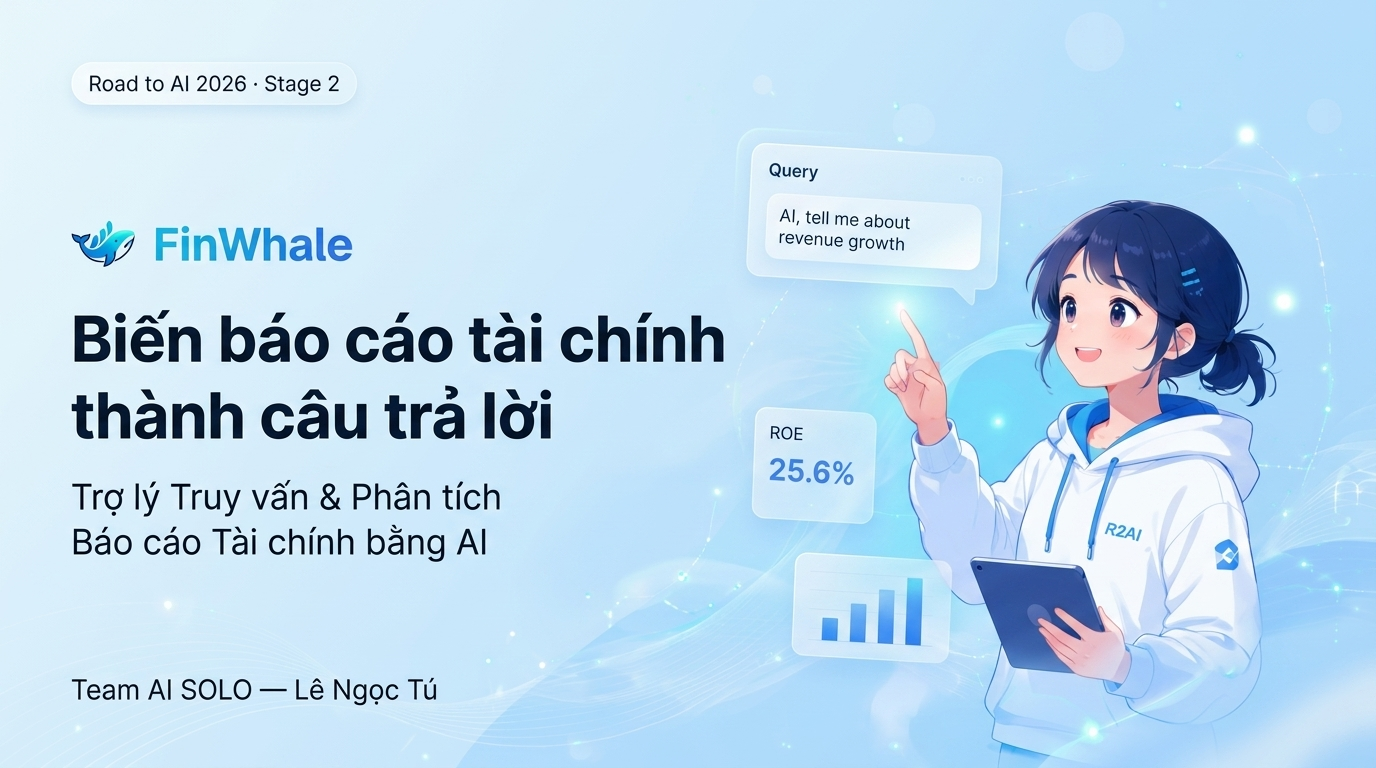 Road to AI 2026 · Stage 2
FinWhale
Biến báo cáo tài chính
thành câu trả lời
Trợ lý Truy vấn & Phân tích
Báo cáo Tài chính bằng AI
Team AI SOLO — Lê Ngọc Tú
Query
AI, tell me about
revenue growth
ROE
25.6%
R2AI